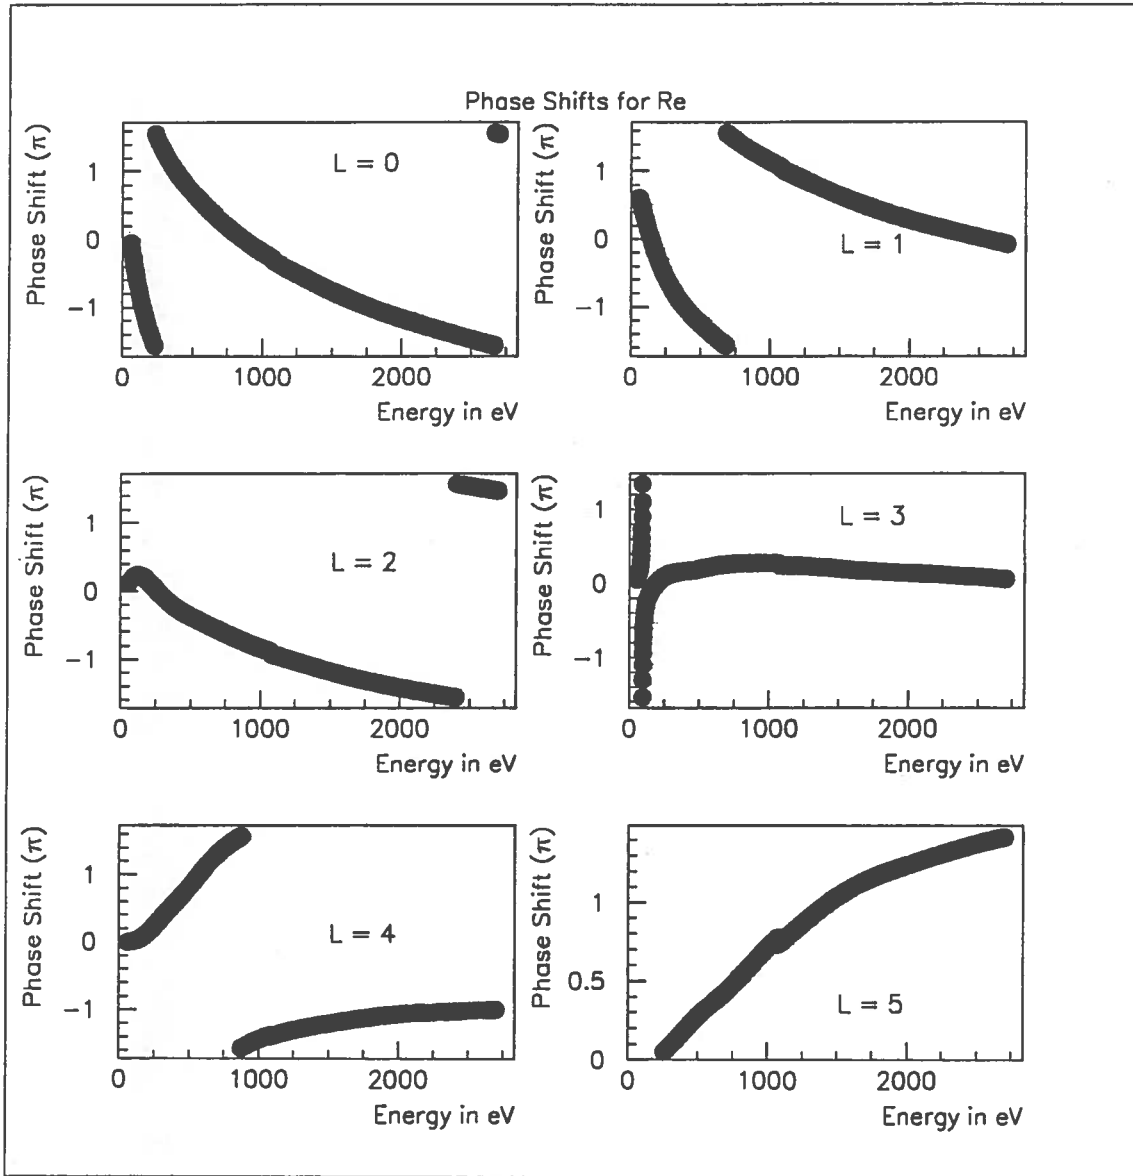 Phase Shifts for Re
Phase Shift (π)
1
0
−1
L = 0
0
1000
2000
Energy in eV
Phase Shift (π)
1
0
−1
L = 1
0
1000
2000
Energy in eV
Phase Shift (π)
1
0
−1
L = 2
0
1000
2000
Energy in eV
Phase Shift (π)
1
0
−1
L = 3
0
1000
2000
Energy in eV
Phase Shift (π)
1
0
−1
L = 4
0
1000
2000
Energy in eV
Phase Shift (π)
1
0.5
0
L = 5
0
1000
2000
Energy in eV